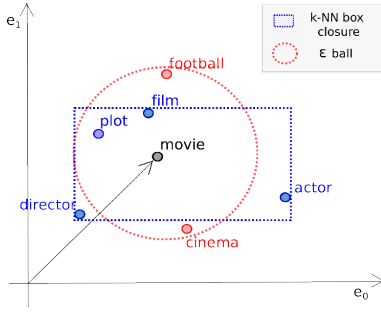 e1
k-NN box
closure
ε ball
football
film
plot
movie
actor
director
cinema
e0